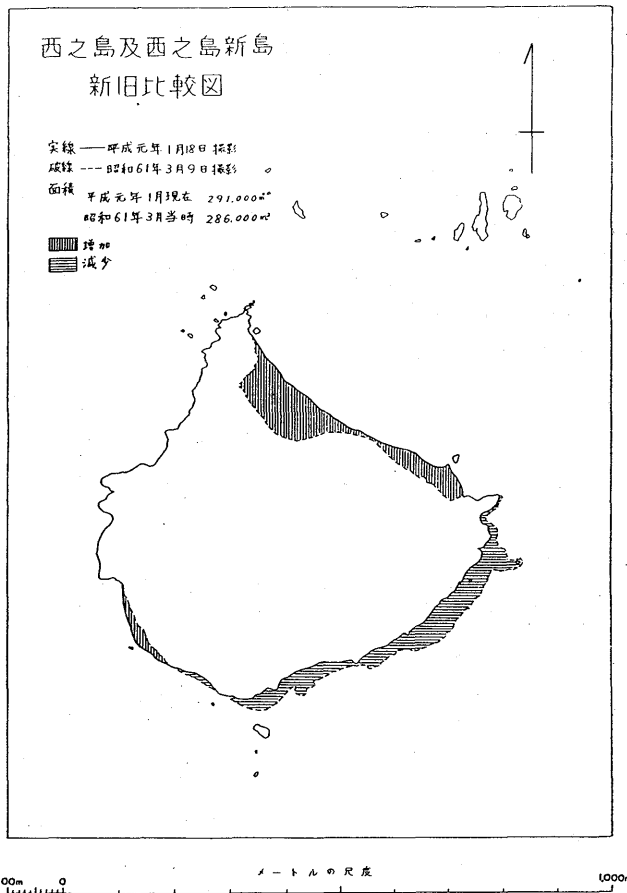 西之島及西之島新島
新旧比較図
実線 ── 平成元年1月18日 撮影
破線 --- 昭和61年3月9日 撮影
面積 平成元年1月現在 291,000㎡
昭和61年3月当時 286,000㎡
増加
減少
メートルの尺度
00m 0 1,000m